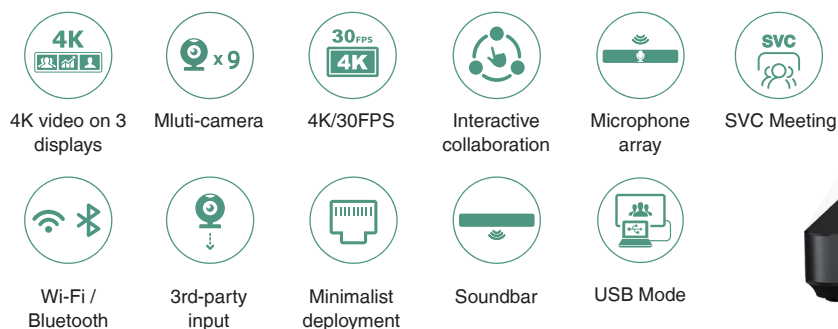 4K
x 9
30FPS
4K
SVC
4K video on 3
displays
Mluti-camera
4K/30FPS
Interactive
collaboration
Microphone
array
SVC Meeting
Wi-Fi /
Bluetooth
3rd-party
input
Minimalist
deployment
Soundbar
USB Mode